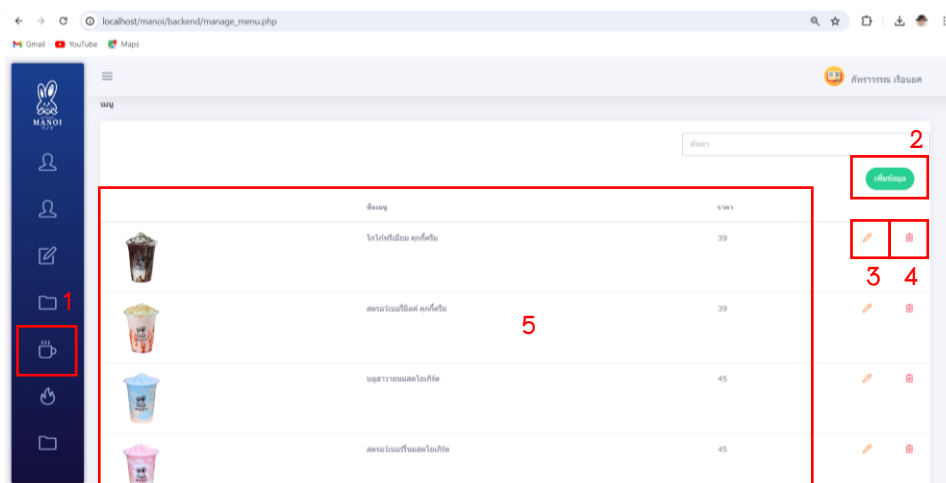 localhost/manoi/backend/manage_menu.php
Gmail YouTube Maps
MANOI
ภัทราวรรณ เรือนยศ
เมนู
ค้นหา
2
เพิ่มข้อมูล
ชื่อเมนู ราคา
โกโก้พรีเมียม คุกกี้ครีม 39
3 4
1
สตรอว์เบอรี่มิลค์ คุกกี้ครีม 39
5
บลูฮาวายนมสดโยเกิร์ต 45
สตรอว์เบอรี่นมสดโยเกิร์ต 45